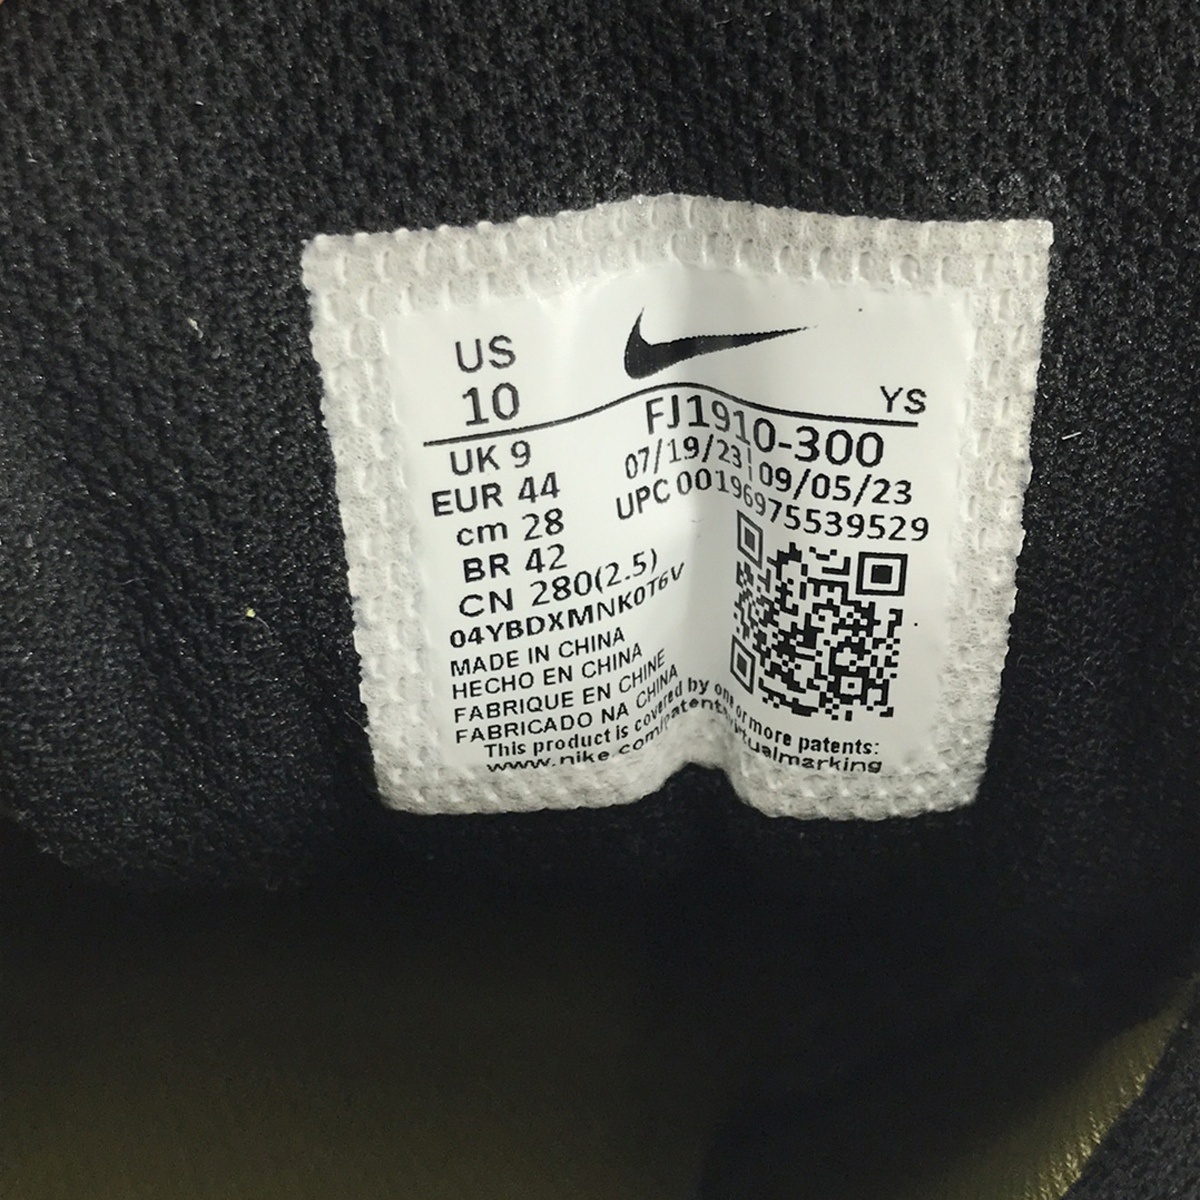 US
10
YS
UK 9
EUR 44
cm 28
BR 42
CN 280(2.5)
FJ1910-300
07/19/23 09/05/23
UPC 00196975539529
04YBDXMNK0T6V
MADE IN CHINA
HECHO EN CHINA
FABRIQUE EN CHINE
FABRICADO NA CHINA
This product is covered by one or more patents:
www.nike.com/patentvirtualmarking